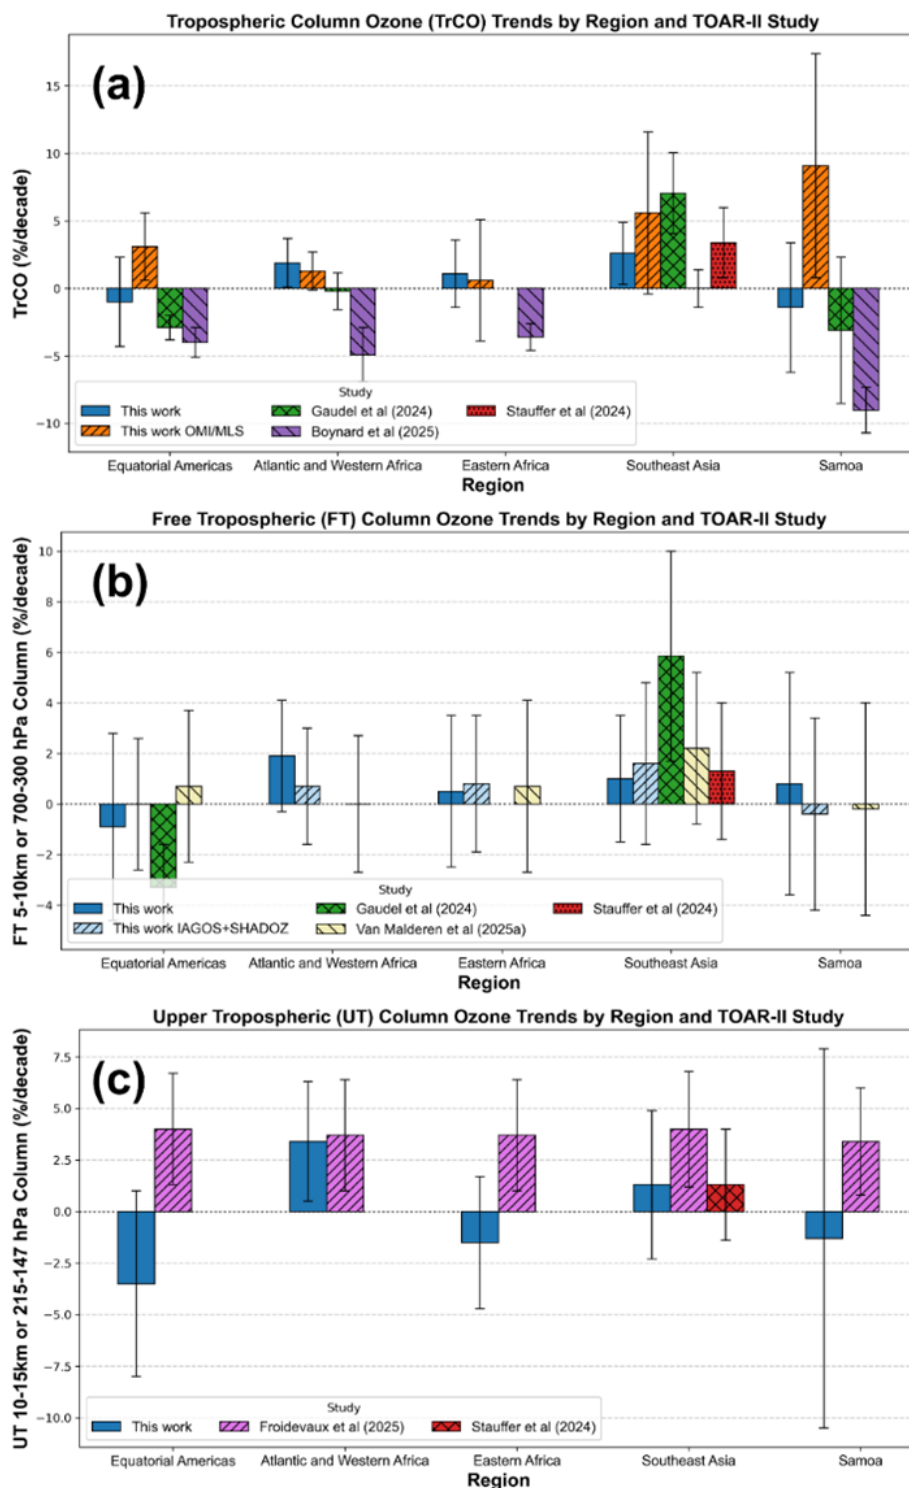 Tropospheric Column Ozone (TrCO) Trends by Region and TOAR-II Study
(a)
TrCO (%/decade)
15
10
5
0
−5
−10
Study
This work
Gaudel et al (2024)
Stauffer et al (2024)
This work OMI/MLS
Boynard et al (2025)
Equatorial Americas
Atlantic and Western Africa
Eastern Africa
Southeast Asia
Samoa
Region
Free Tropospheric (FT) Column Ozone Trends by Region and TOAR-II Study
(b)
FT 5-10km or 700-300 hPa Column (%/decade)
10
8
6
4
2
0
−2
−4
Study
This work
Gaudel et al (2024)
Stauffer et al (2024)
This work IAGOS+SHADOZ
Van Malderen et al (2025a)
Equatorial Americas
Atlantic and Western Africa
Eastern Africa
Southeast Asia
Samoa
Region
Upper Tropospheric (UT) Column Ozone Trends by Region and TOAR-II Study
(c)
UT 10-15km or 215-147 hPa Column (%/decade)
7.5
5.0
2.5
0.0
−2.5
−5.0
−7.5
−10.0
Study
This work
Froidevaux et al (2025)
Stauffer et al (2024)
Equatorial Americas
Atlantic and Western Africa
Eastern Africa
Southeast Asia
Samoa
Region